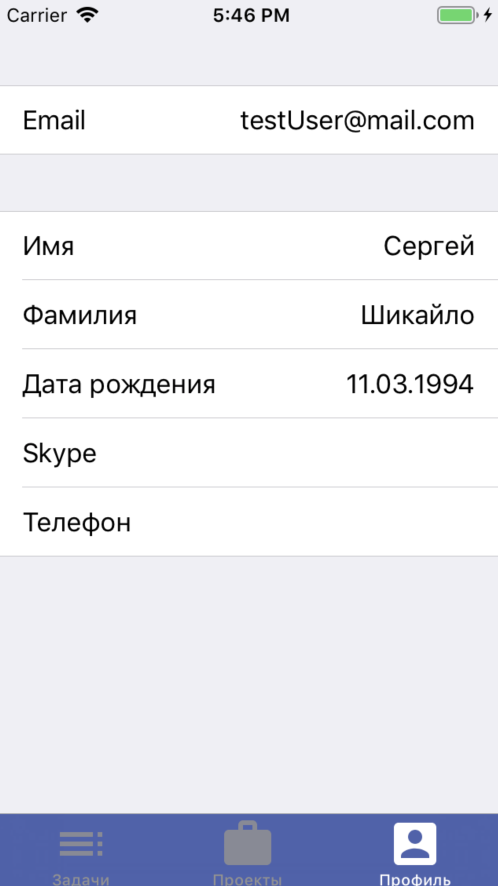 Carrier 5:46 PM
Email testUser@mail.com
Имя Сергей
Фамилия Шикайло
Дата рождения 11.03.1994
Skype
Телефон
Задачи Проекты Профиль